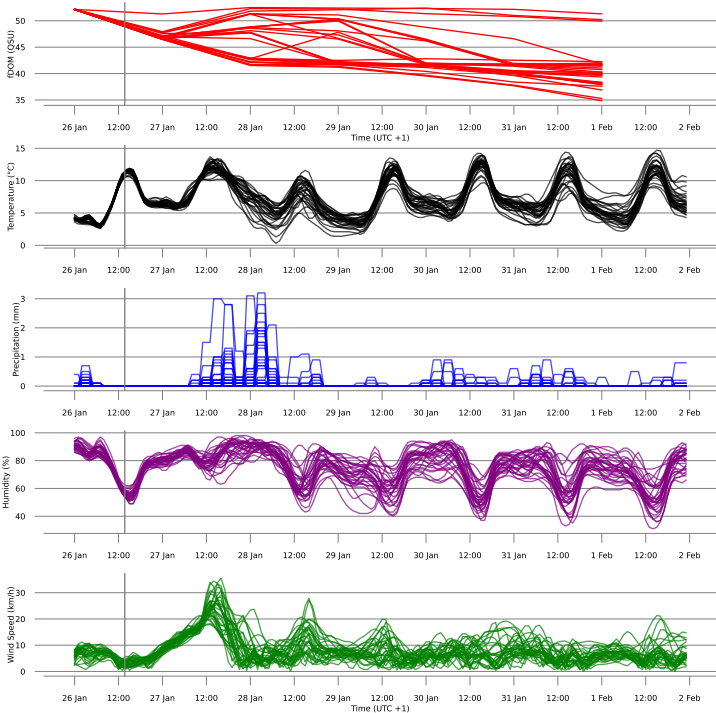 50
45
40
35
fDOM (QSU)
26 Jan 12:00 27 Jan 12:00 28 Jan 12:00 29 Jan 12:00 30 Jan 12:00 31 Jan 12:00 1 Feb 12:00 2 Feb
Time (UTC +1)
15
10
5
0
Temperature (°C)
26 Jan 12:00 27 Jan 12:00 28 Jan 12:00 29 Jan 12:00 30 Jan 12:00 31 Jan 12:00 1 Feb 12:00 2 Feb
3
2
1
0
Precipitation (mm)
26 Jan 12:00 27 Jan 12:00 28 Jan 12:00 29 Jan 12:00 30 Jan 12:00 31 Jan 12:00 1 Feb 12:00 2 Feb
100
80
60
40
Humidity (%)
26 Jan 12:00 27 Jan 12:00 28 Jan 12:00 29 Jan 12:00 30 Jan 12:00 31 Jan 12:00 1 Feb 12:00 2 Feb
30
20
10
0
Wind Speed (km/h)
26 Jan 12:00 27 Jan 12:00 28 Jan 12:00 29 Jan 12:00 30 Jan 12:00 31 Jan 12:00 1 Feb 12:00 2 Feb
Time (UTC +1)